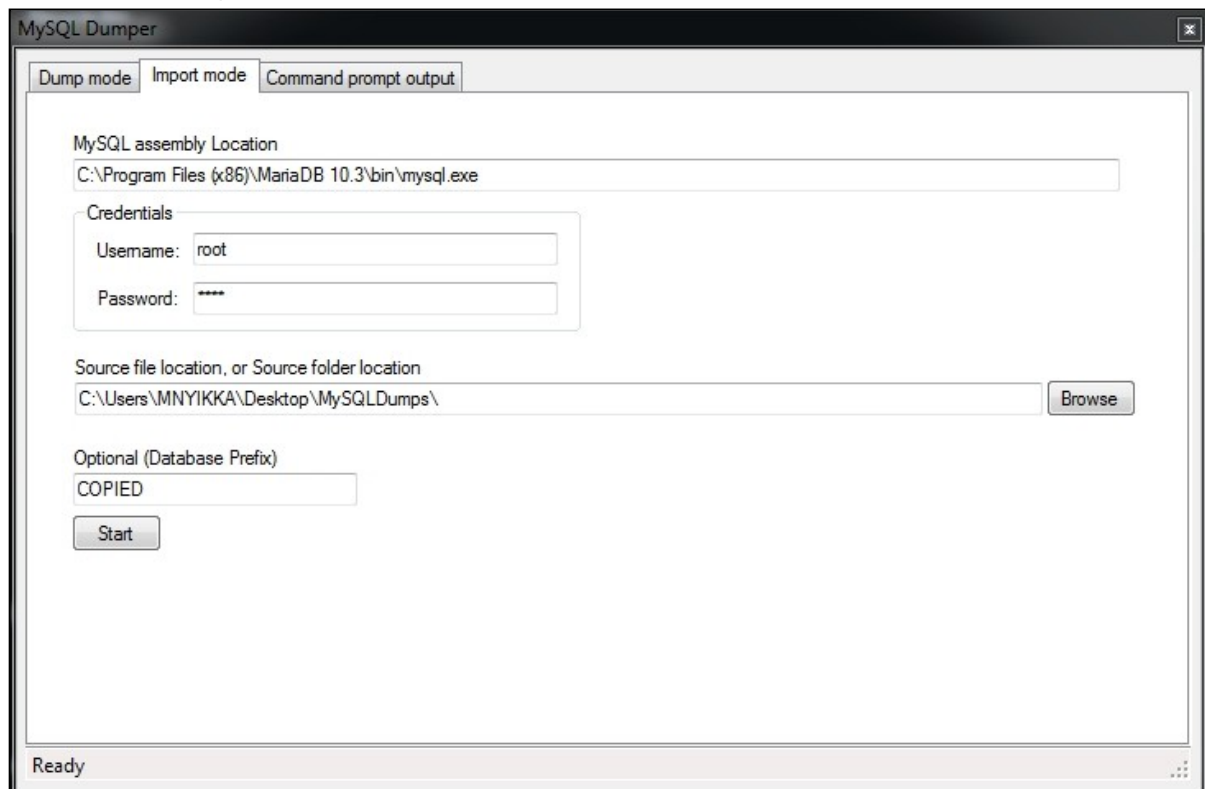 MySQL Dumper
Dump mode
Import mode
Command prompt output
MySQL assembly Location
C:\Program Files (x86)\MariaDB 10.3\bin\mysql.exe
Credentials
Username: root
Password: ****
Source file location, or Source folder location
C:\Users\MNYIKKA\Desktop\MySQLDumps\
Browse
Optional (Database Prefix)
COPIED
Start
Ready